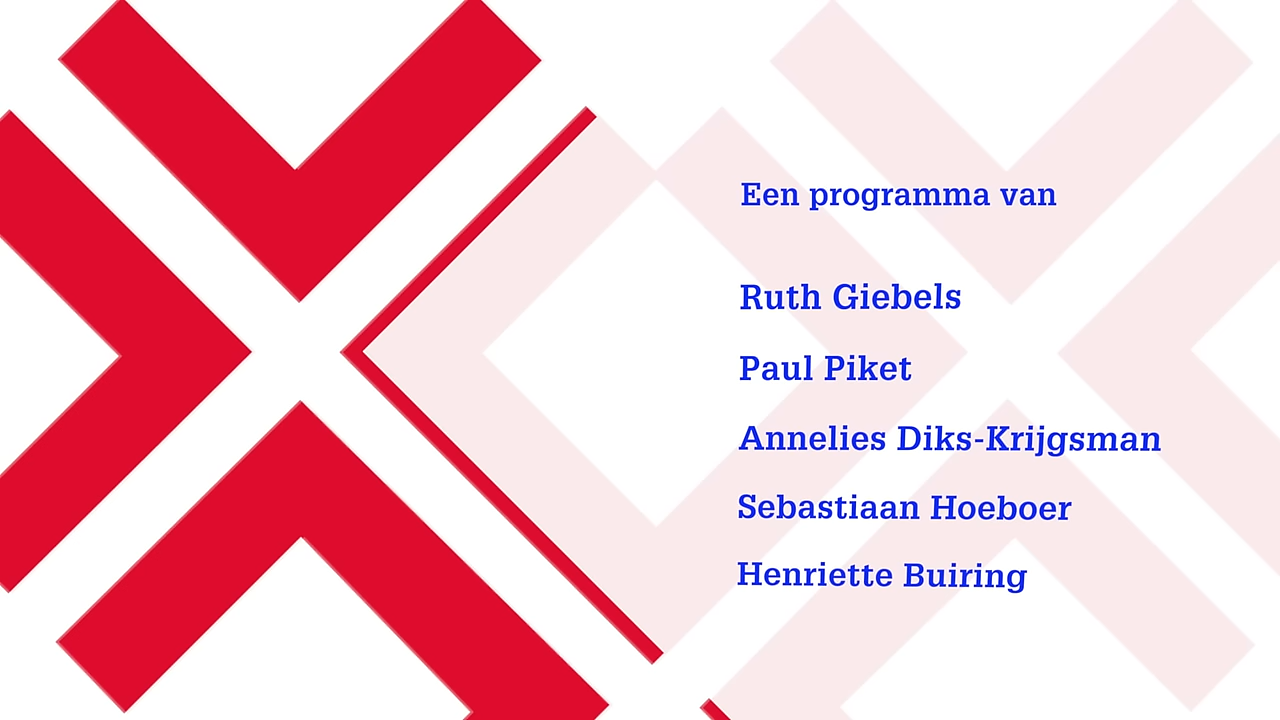 Een programma van
Ruth Giebels
Paul Piket
Annelies Diks-Krijgsman
Sebastiaan Hoeboer
Henriette Buiring